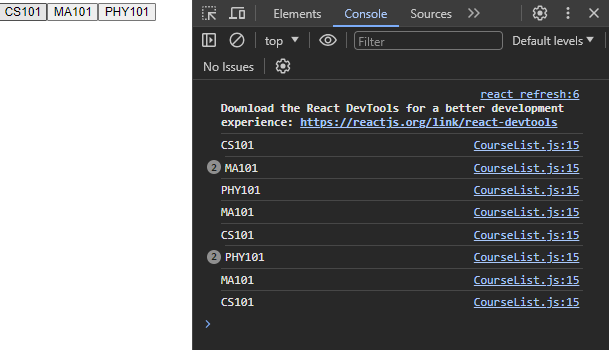 CS101 MA101 PHY101
Elements Console Sources
top Filter Default levels
No Issues
react refresh:6
Download the React DevTools for a better development
experience: https://reactjs.org/link/react-devtools
CS101 CourseList.js:15
2 MA101 CourseList.js:15
PHY101 CourseList.js:15
MA101 CourseList.js:15
CS101 CourseList.js:15
2 PHY101 CourseList.js:15
MA101 CourseList.js:15
CS101 CourseList.js:15